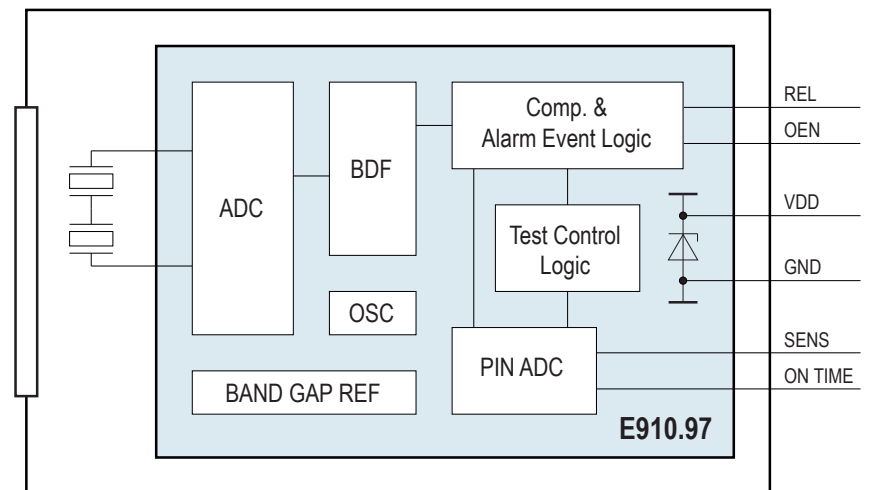 Comp. &
Alarm Event Logic
REL
OEN
BDF
ADC
VDD
Test Control
Logic
GND
OSC
SENS
PIN ADC
ON TIME
BAND GAP REF
E910.97